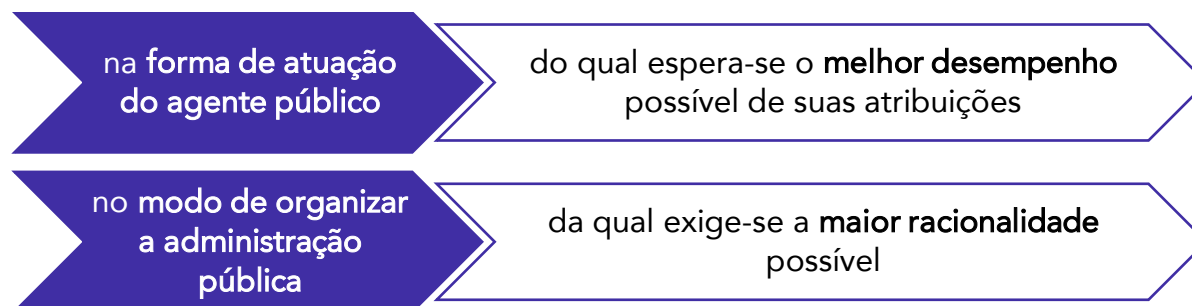 na forma de atuação
do agente público
do qual espera-se o melhor desempenho
possível de suas atribuições
no modo de organizar
a administração
pública
da qual exige-se a maior racionalidade
possível